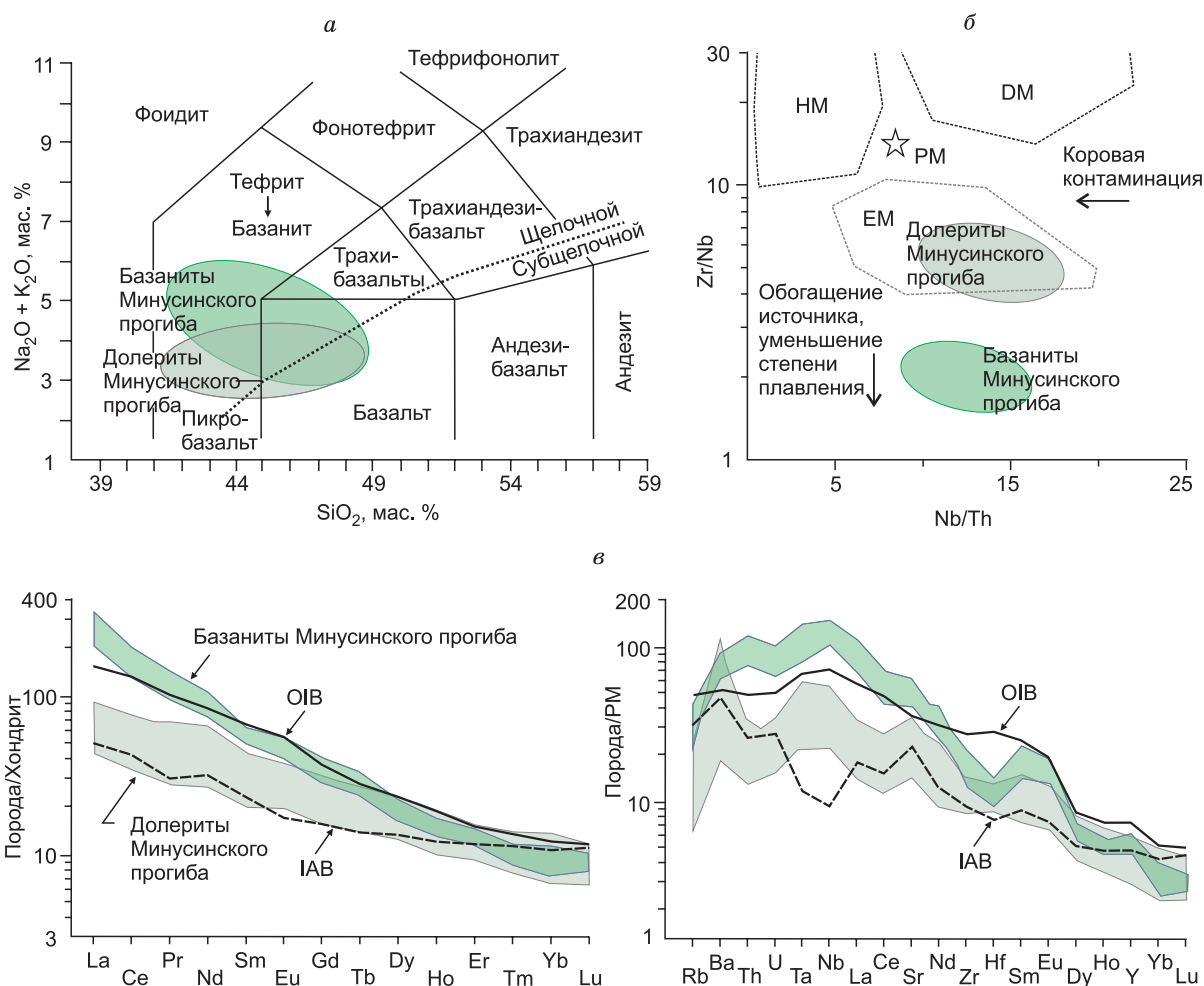 а
Na₂O + K₂O, мас. %
11
9
7
5
3
1
39
44
49
54
59
SiO₂, мас. %
Тефрифонолит
Фоидит
Фонотефрит
Трахиандезит
Тефрит
Базанит
Трахиандези-
базальт
Щелочной
Субщелочной
Трахи-
базальты
Базаниты
Минусинского
прогиба
Долериты
Минусинского
прогиба
Пикро-
базальт
Базальт
Андези-
базальт
Андезит
б
Zr/Nb
30
10
1
5
15
25
Nb/Th
HM
DM
PM
Коровая
контаминация
EM
Долериты
Минусинского
прогиба
Обогащение
источника,
уменьшение
степени
плавления
Базаниты
Минусинского
прогиба
в
Порода/Хондрит
400
100
10
3
Базаниты Минусинского прогиба
OIB
Долериты
Минусинского
прогиба
IAB
La Ce Pr Nd Sm Eu Gd Tb Dy Ho Er Tm Yb Lu
Порода/PM
200
100
10
1
OIB
IAB
Rb Ba Th U Ta Nb La Ce Sr Nd Zr Hf Sm Eu Dy Ho Y Yb Lu